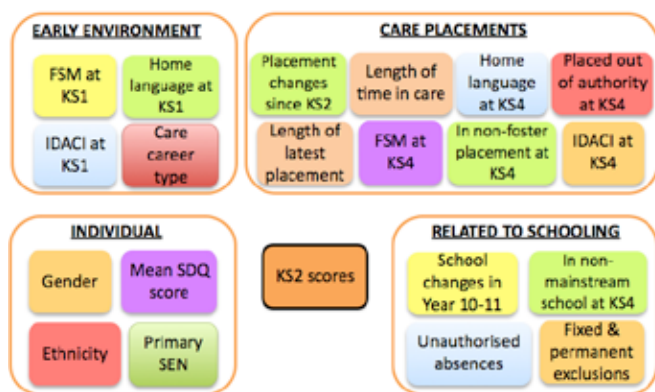 EARLY ENVIRONMENT
FSM at
KS1
Home
language at
KS1
IDACI at
KS1
Care
career
type
CARE PLACEMENTS
Placement
changes
since KS2
Length of
time in care
Home
language
at KS4
Placed out
of authority
at KS4
Length of
latest
placement
FSM at
KS4
In non-foster
placement at
KS4
IDACI at
KS4
INDIVIDUAL
Gender
Mean SDQ
score
Ethnicity
Primary
SEN
KS2 scores
RELATED TO SCHOOLING
School
changes in
Year 10-11
In non-
mainstream
school at KS4
Unauthorised
absences
Fixed &
permanent
exclusions